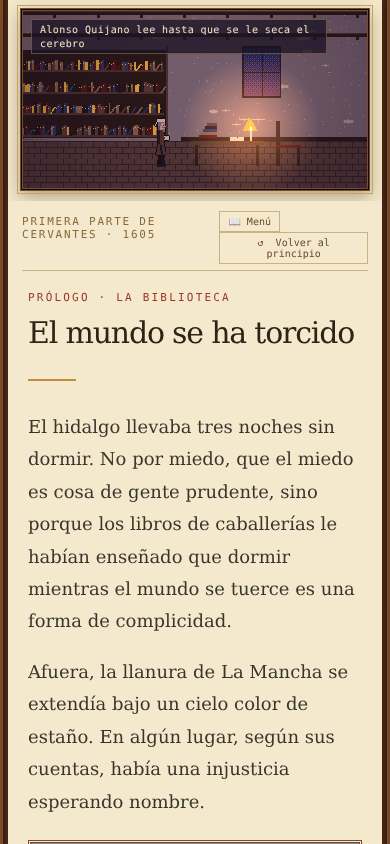 Alonso Quijano lee hasta que se le seca el
cerebro
PRIMERA PARTE DE
CERVANTES · 1605
📖 Menú
↺ Volver al
principio
PRÓLOGO · LA BIBLIOTECA
El mundo se ha torcido
El hidalgo llevaba tres noches sin
dormir. No por miedo, que el miedo
es cosa de gente prudente, sino
porque los libros de caballerías le
habían enseñado que dormir
mientras el mundo se tuerce es una
forma de complicidad.
Afuera, la llanura de La Mancha se
extendía bajo un cielo color de
estaño. En algún lugar, según sus
cuentas, había una injusticia
esperando nombre.